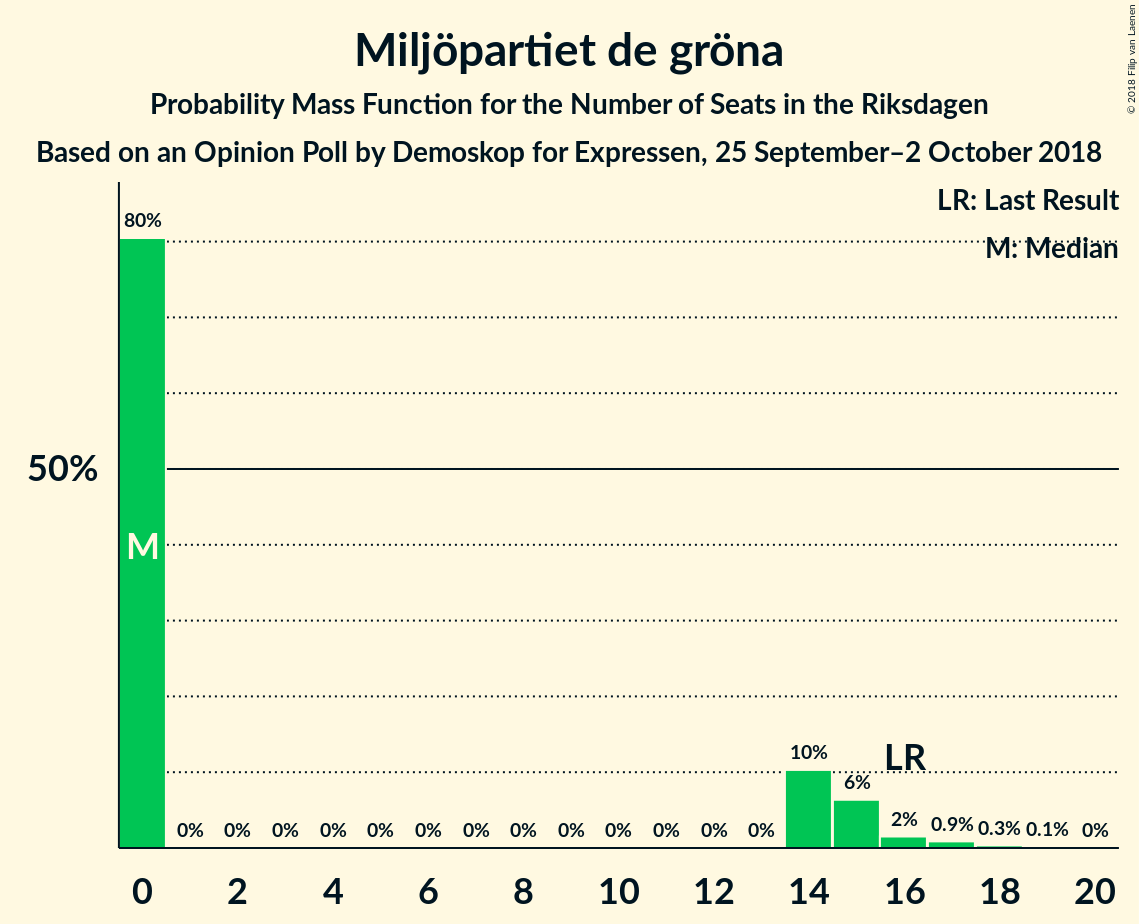 Miljöpartiet de gröna
Probability Mass Function for the Number of Seats in the Riksdagen
Based on an Opinion Poll by Demoskop for Expressen, 25 September–2 October 2018
© 2018 Filip van Laenen
LR: Last Result
M: Median
80%
50%
M
0% 0% 0% 0% 0% 0% 0% 0% 0% 0% 0% 0% 0% 10% 6% 2% 0.9% 0.3% 0.1% 0%
LR
0 2 4 6 8 10 12 14 16 18 20